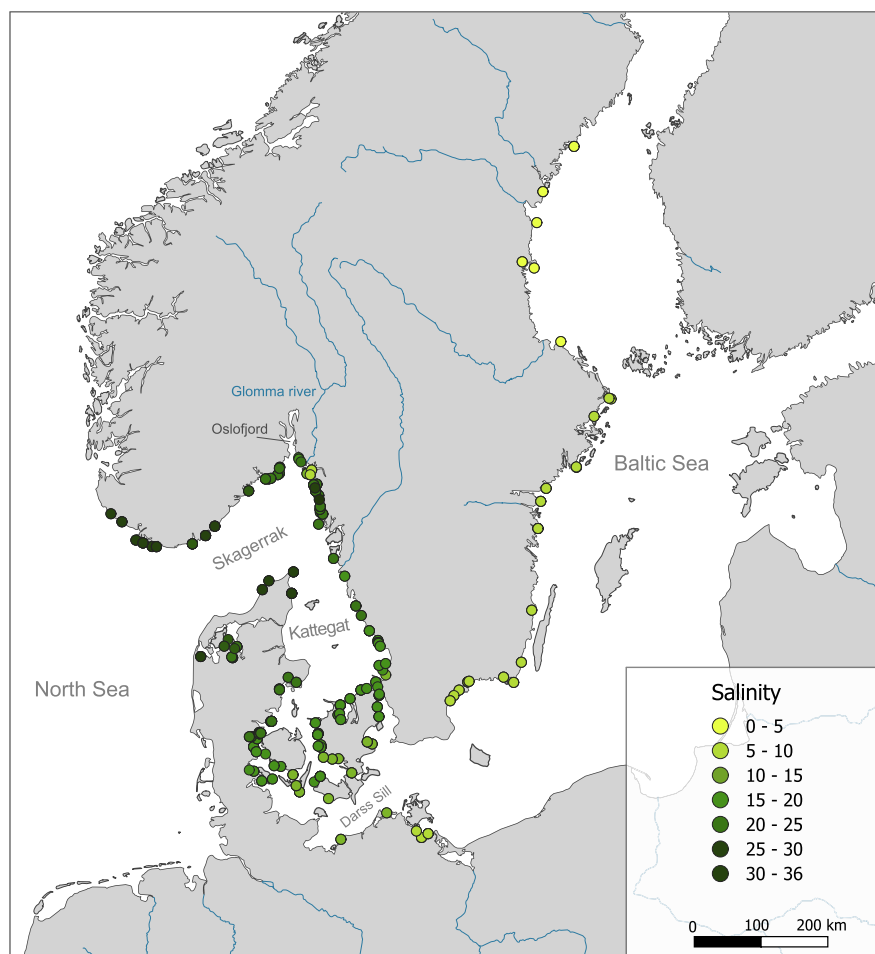 Glomma river
Oslofjord
Baltic Sea
Skagerrak
Kattegat
North Sea
Darss Sill
Salinity
0 - 5
5 - 10
10 - 15
15 - 20
20 - 25
25 - 30
30 - 36
0 100 200 km